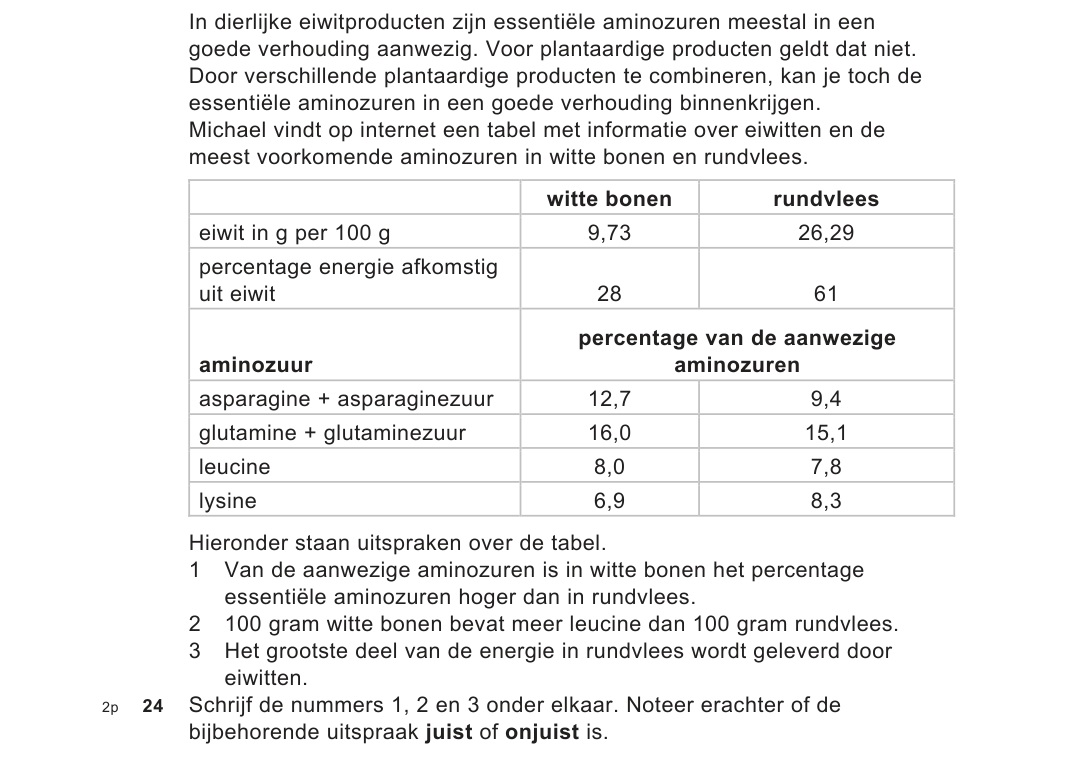 In dierlijke eiwitproducten zijn essentiële aminozuren meestal in een
goede verhouding aanwezig. Voor plantaardige producten geldt dat niet.
Door verschillende plantaardige producten te combineren, kan je toch de
essentiële aminozuren in een goede verhouding binnenkrijgen.
Michael vindt op internet een tabel met informatie over eiwitten en de
meest voorkomende aminozuren in witte bonen en rundvlees.
witte bonen rundvlees
eiwit in g per 100 g 9,73 26,29
percentage energie afkomstig
uit eiwit 28 61
percentage van de aanwezige
aminozuur aminozuren
asparagine + asparaginezuur 12,7 9,4
glutamine + glutaminezuur 16,0 15,1
leucine 8,0 7,8
lysine 6,9 8,3
Hieronder staan uitspraken over de tabel.
1 Van de aanwezige aminozuren is in witte bonen het percentage
essentiële aminozuren hoger dan in rundvlees.
2 100 gram witte bonen bevat meer leucine dan 100 gram rundvlees.
3 Het grootste deel van de energie in rundvlees wordt geleverd door
eiwitten.
2p 24 Schrijf de nummers 1, 2 en 3 onder elkaar. Noteer erachter of de
bijbehorende uitspraak juist of onjuist is.